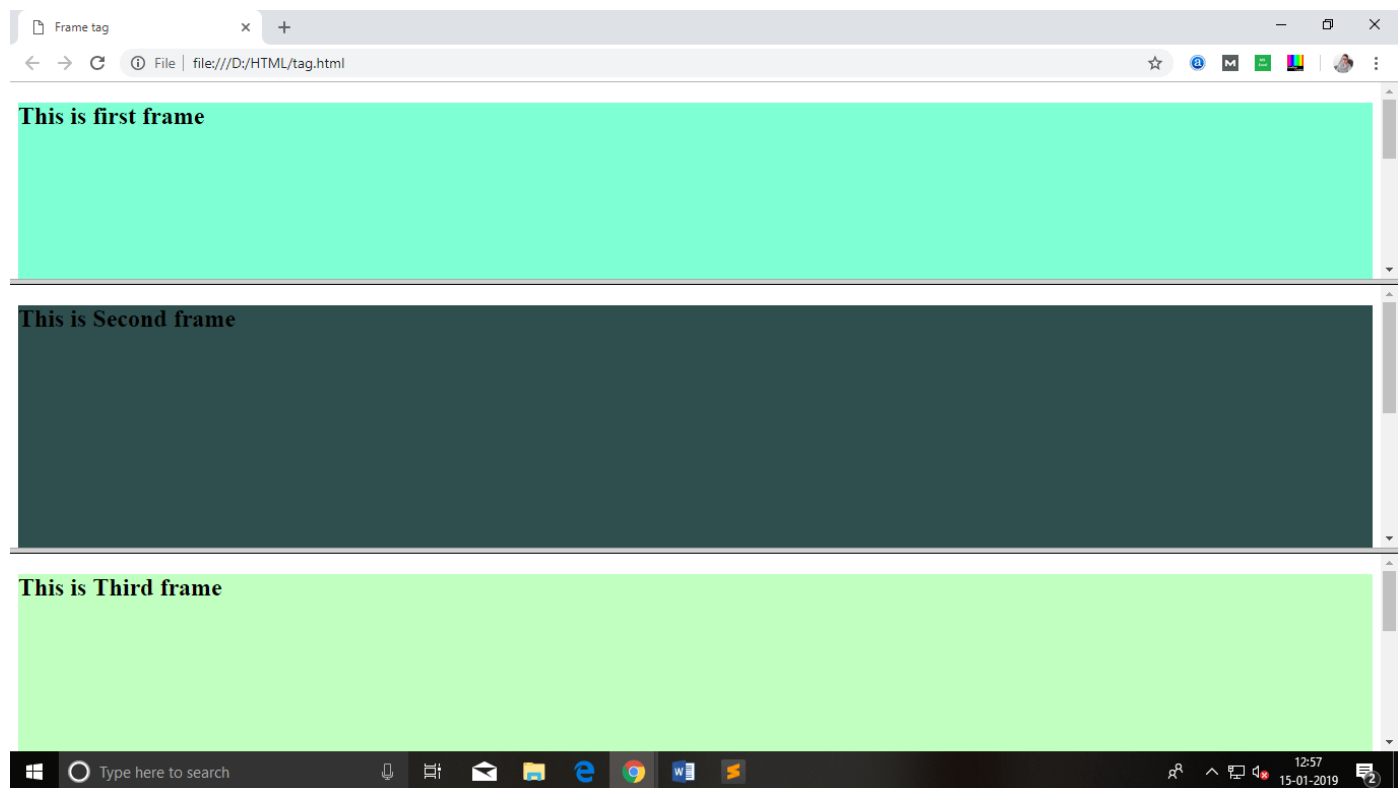 Frame tag
File | file:///D:/HTML/tag.html
This is first frame
This is Second frame
This is Third frame
Type here to search
12:57
15-01-2019
2